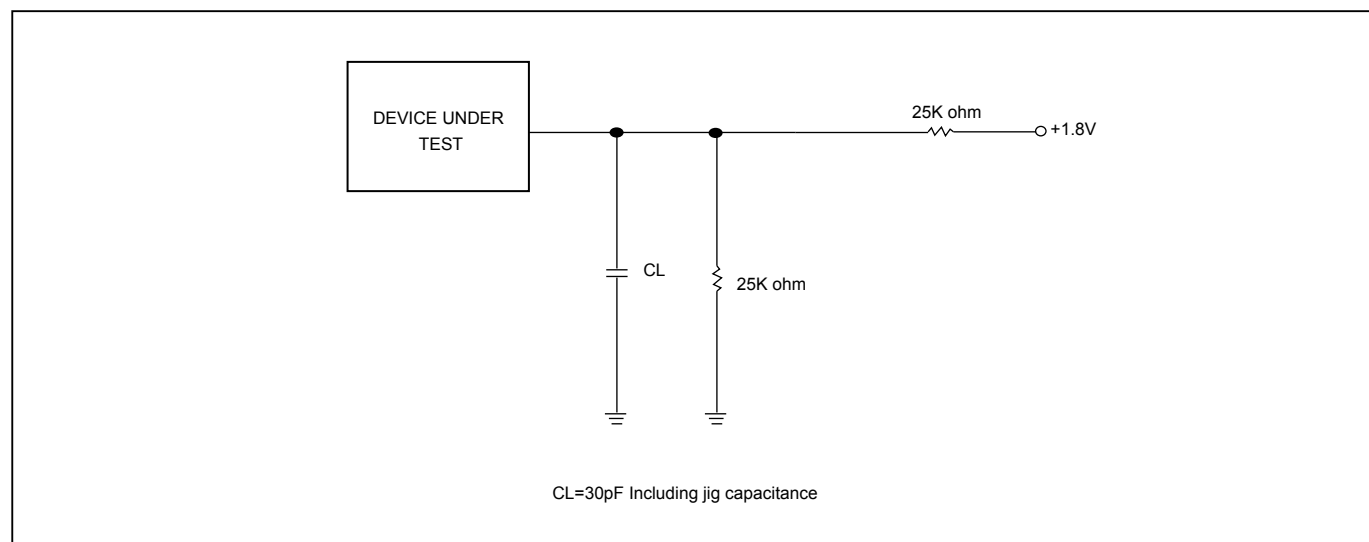 DEVICE UNDER
TEST
25K ohm
+1.8V
CL
25K ohm
CL=30pF Including jig capacitance